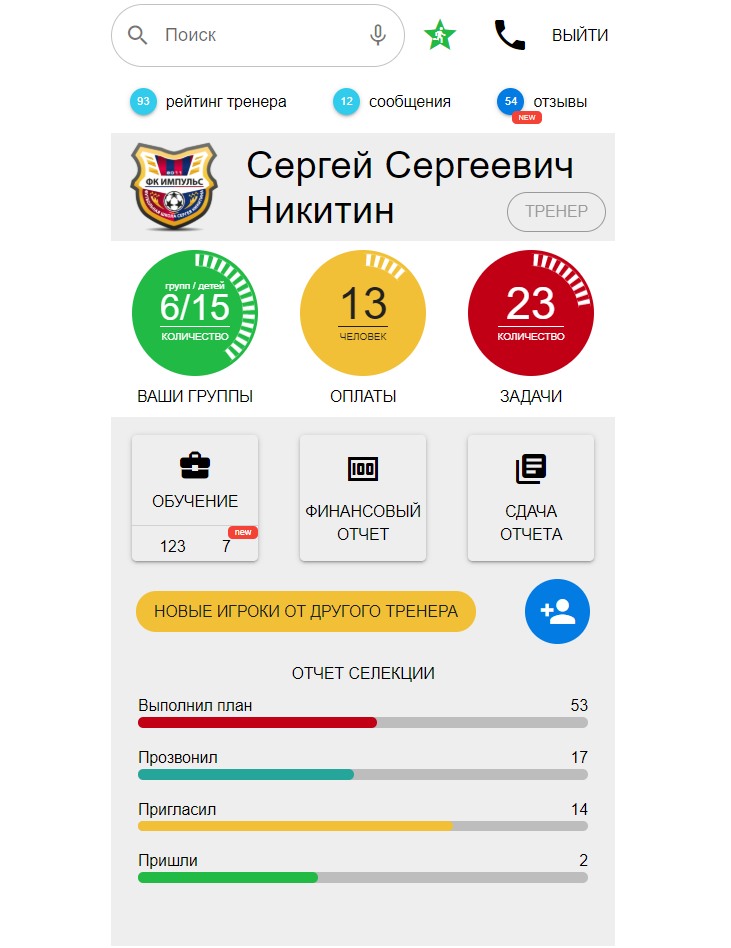 Поиск
ВЫЙТИ
93 рейтинг тренера
12 сообщения
54 отзывы
NEW
ФК ИМПУЛЬС
Сергей Сергеевич
Никитин
ТРЕНЕР
групп / детей
6/15
КОЛИЧЕСТВО
13
ЧЕЛОВЕК
23
КОЛИЧЕСТВО
ВАШИ ГРУППЫ
ОПЛАТЫ
ЗАДАЧИ
ОБУЧЕНИЕ
123
7
new
100
ФИНАНСОВЫЙ
ОТЧЕТ
СДАЧА
ОТЧЕТА
НОВЫЕ ИГРОКИ ОТ ДРУГОГО ТРЕНЕРА
ОТЧЕТ СЕЛЕКЦИИ
Выполнил план 53
Прозвонил 17
Пригласил 14
Пришли 2